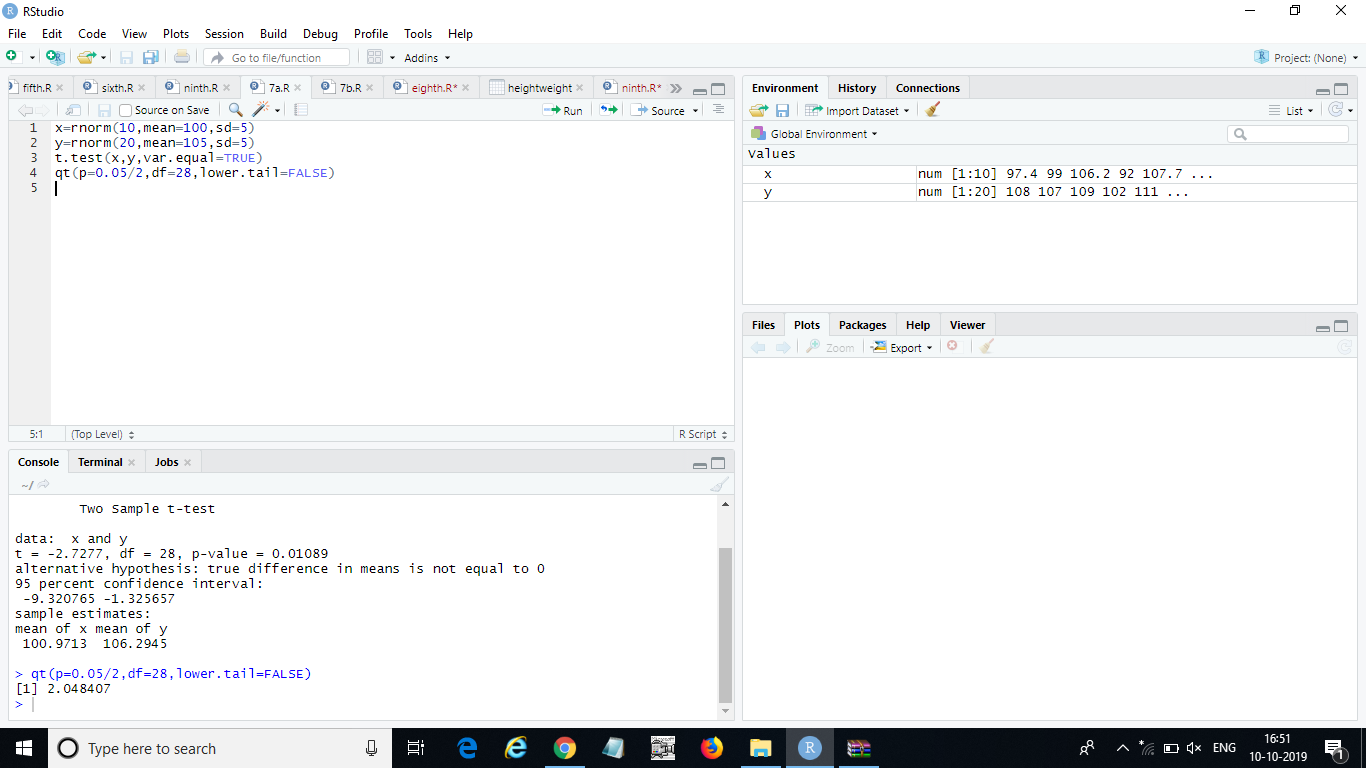 RStudio
File Edit Code View Plots Session Build Debug Profile Tools Help
Go to file/function Addins Project: (None)
fifth.R sixth.R ninth.R 7a.R 7b.R eighth.R* heightweight ninth.R*
Source on Save Run Source
1 x=rnorm(10,mean=100,sd=5)
2 y=rnorm(20,mean=105,sd=5)
3 t.test(x,y,var.equal=TRUE)
4 qt(p=0.05/2,df=28,lower.tail=FALSE)
5
5:1 (Top Level) R Script
Console Terminal Jobs
~/
Two Sample t-test
data: x and y
t = -2.7277, df = 28, p-value = 0.01089
alternative hypothesis: true difference in means is not equal to 0
95 percent confidence interval:
-9.320765 -1.325657
sample estimates:
mean of x mean of y
100.9713 106.2945
> qt(p=0.05/2,df=28,lower.tail=FALSE)
[1] 2.048407
>
Environment History Connections
Import Dataset List
Global Environment
Values
x num [1:10] 97.4 99 106.2 92 107.7 ...
y num [1:20] 108 107 109 102 111 ...
Files Plots Packages Help Viewer
Zoom Export
Type here to search
ENG
16:51
10-10-2019
1